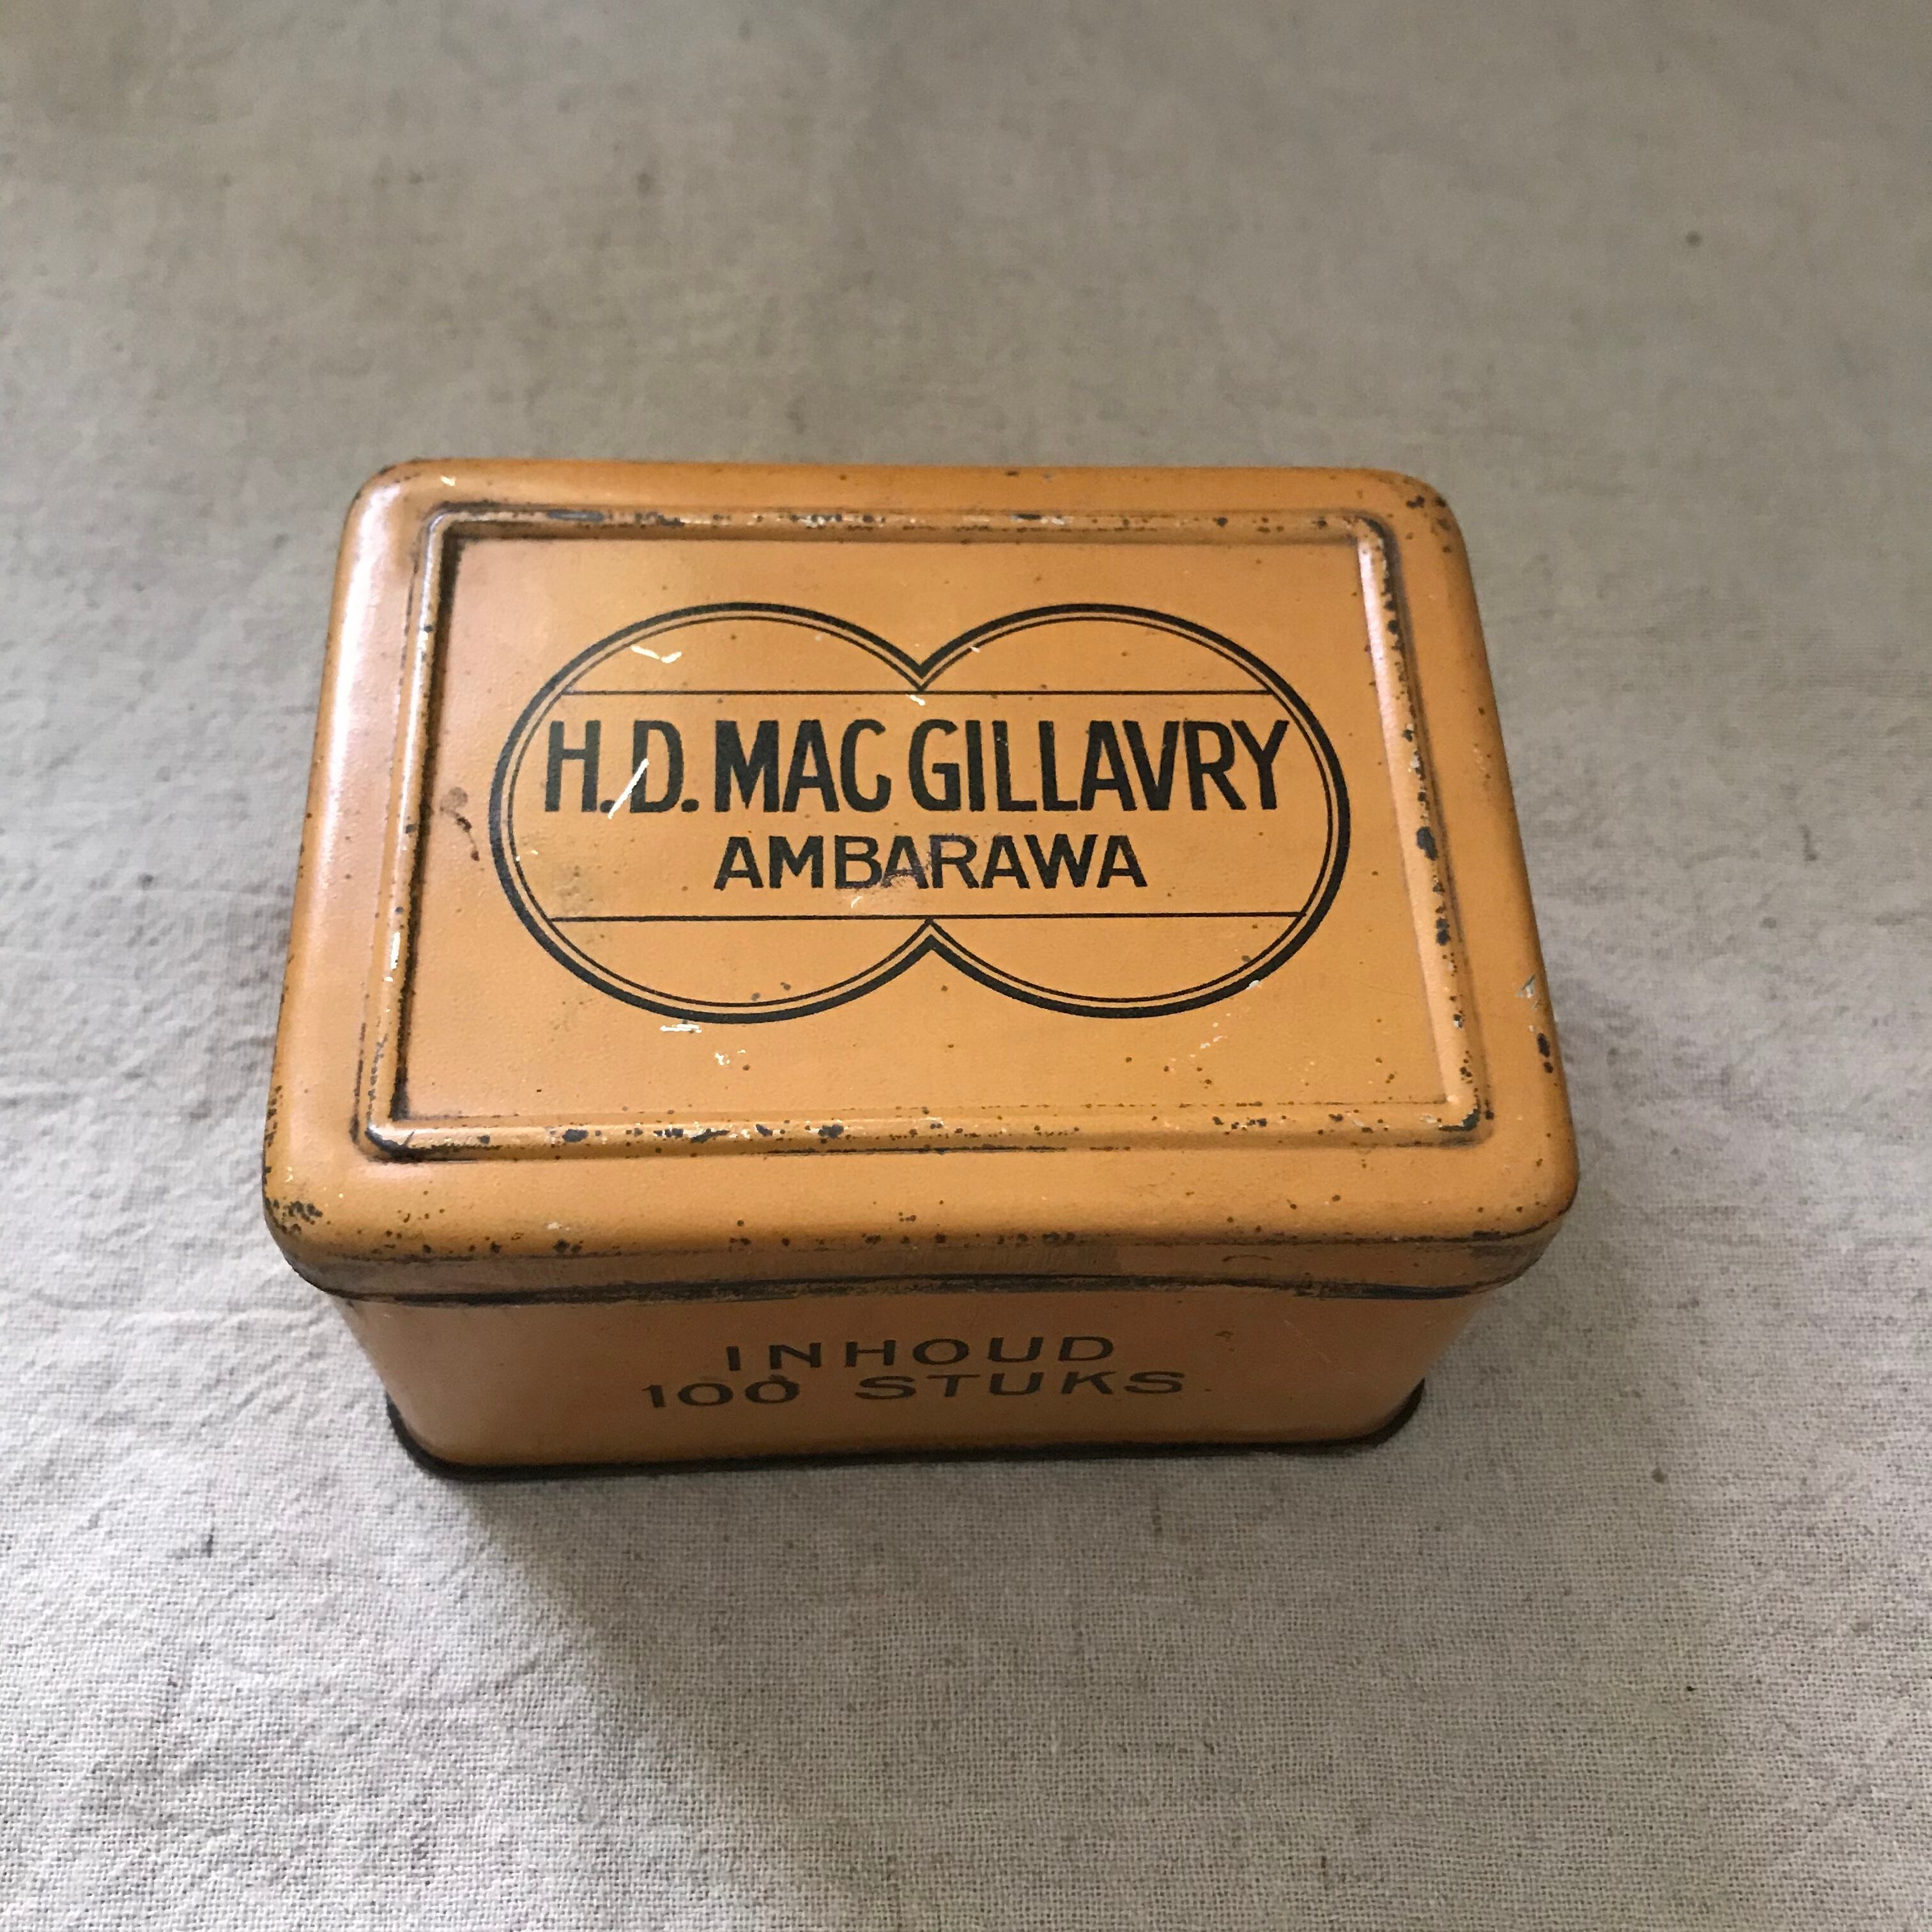 H.D. MAC GILLAVRY
AMBARAWA
INHOUD
100 STUKS